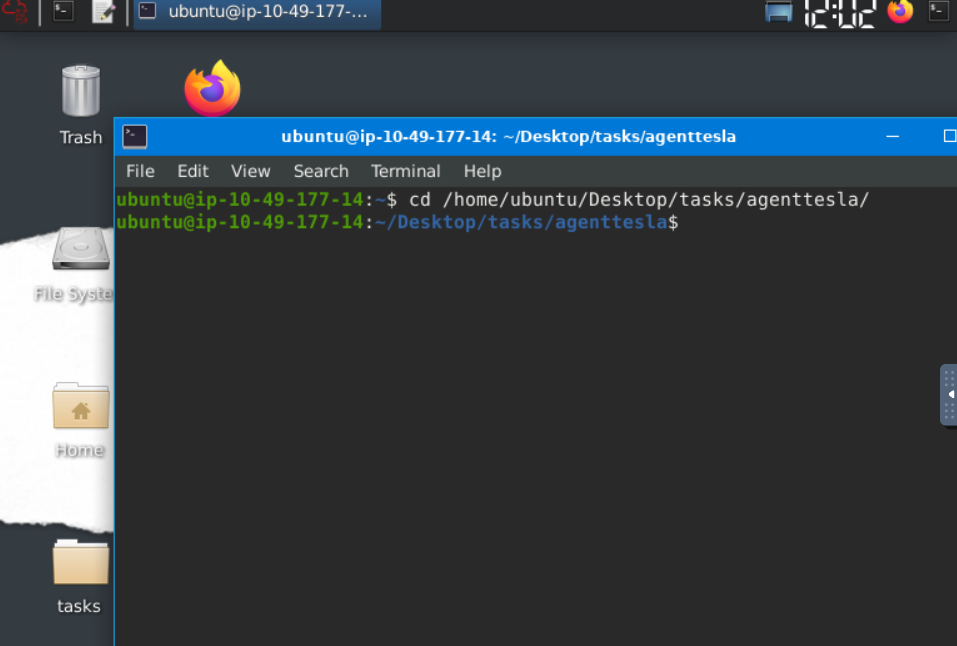 ubuntu@ip-10-49-177-...
12:02
Trash
ubuntu@ip-10-49-177-14: ~/Desktop/tasks/agenttesla
File Edit View Search Terminal Help
ubuntu@ip-10-49-177-14:~$ cd /home/ubuntu/Desktop/tasks/agenttesla/
ubuntu@ip-10-49-177-14:~/Desktop/tasks/agenttesla$
File Syste
Home
tasks